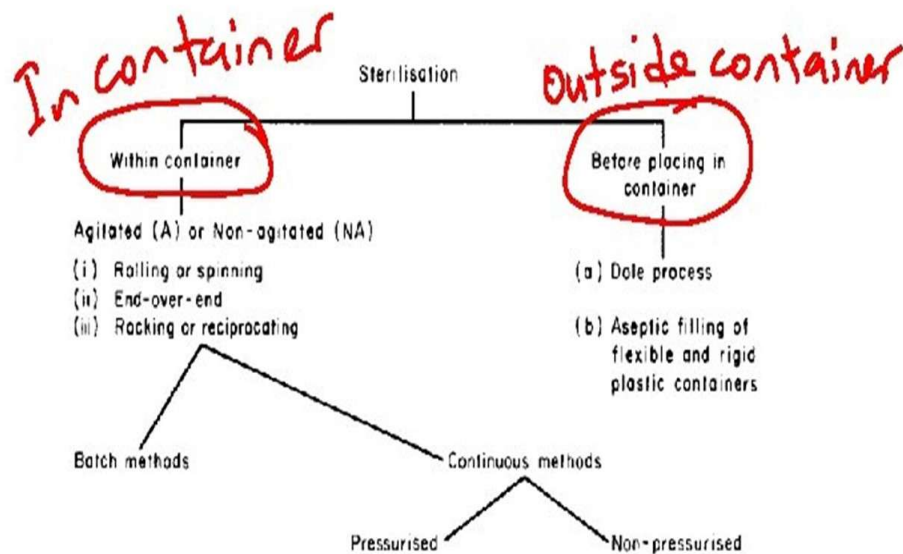 In container
Outside container
Sterilisation
Within container
Before placing in
container
Agitated (A) or Non-agitated (NA)
(i) Rolling or spinning
(ii) End-over-end
(iii) Rocking or reciprocating
(a) Dole process
(b) Aseptic filling of
flexible and rigid
plastic containers
Batch methods
Continuous methods
Pressurised
Non-pressurised